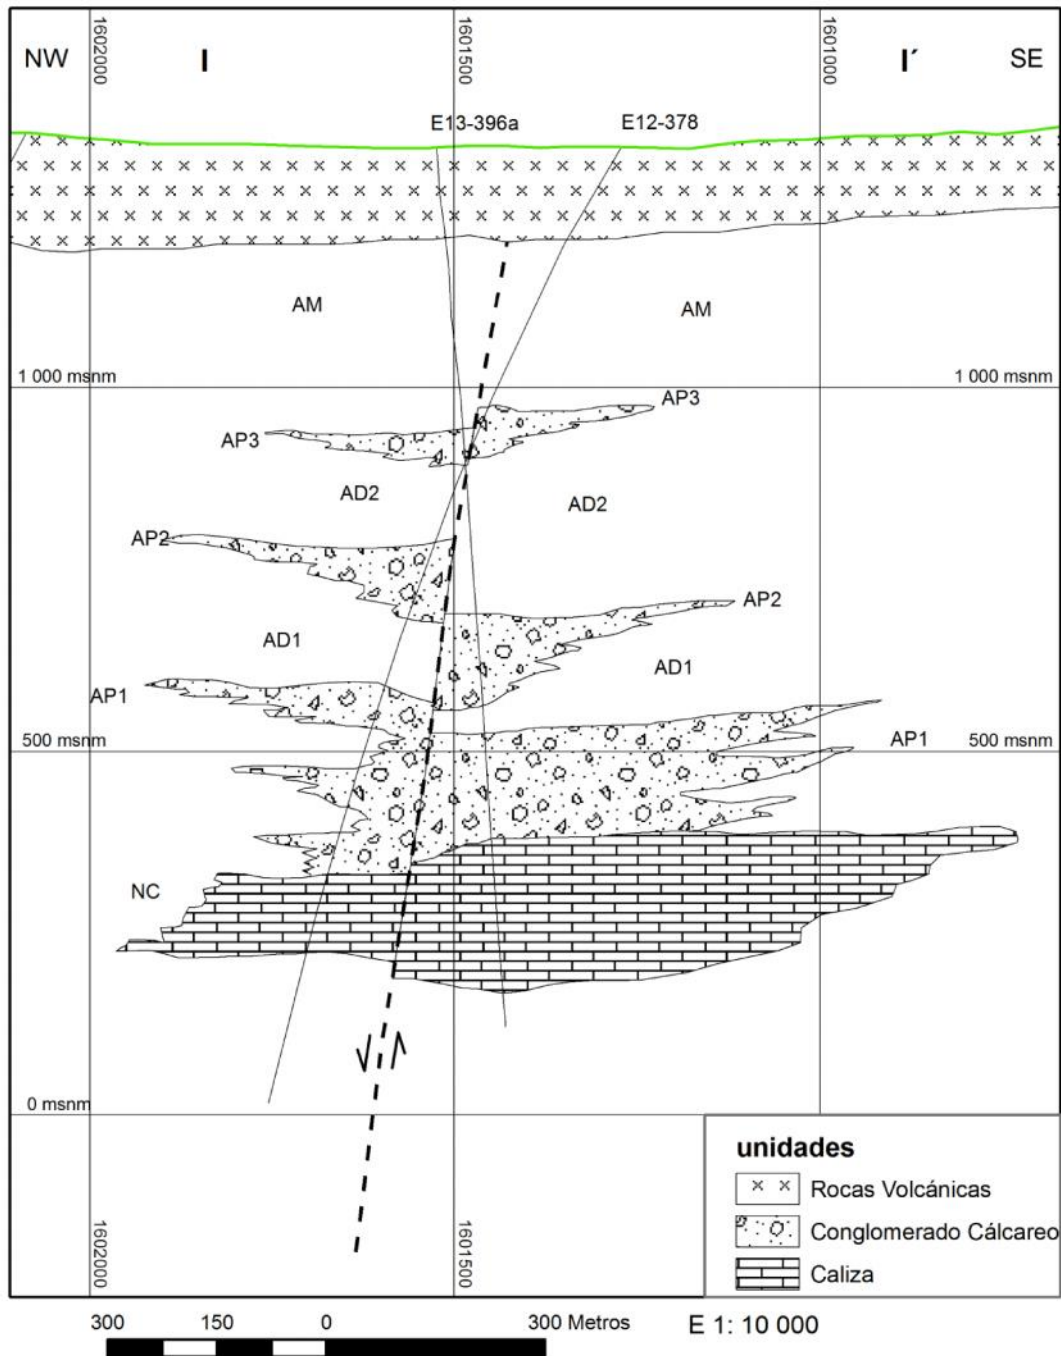 1602000
1601500
1601000
NW
I
I´
SE
E13-396a
E12-378
AM
AM
1 000 msnm
1 000 msnm
AP3
AP3
AD2
AD2
AP2
AP2
AD1
AD1
AP1
500 msnm
500 msnm
AP1
NC
0 msnm
unidades
Rocas Volcánicas
Conglomerado Cálcareo
Caliza
1602000
1601500
300 150 0 300 Metros E 1: 10 000